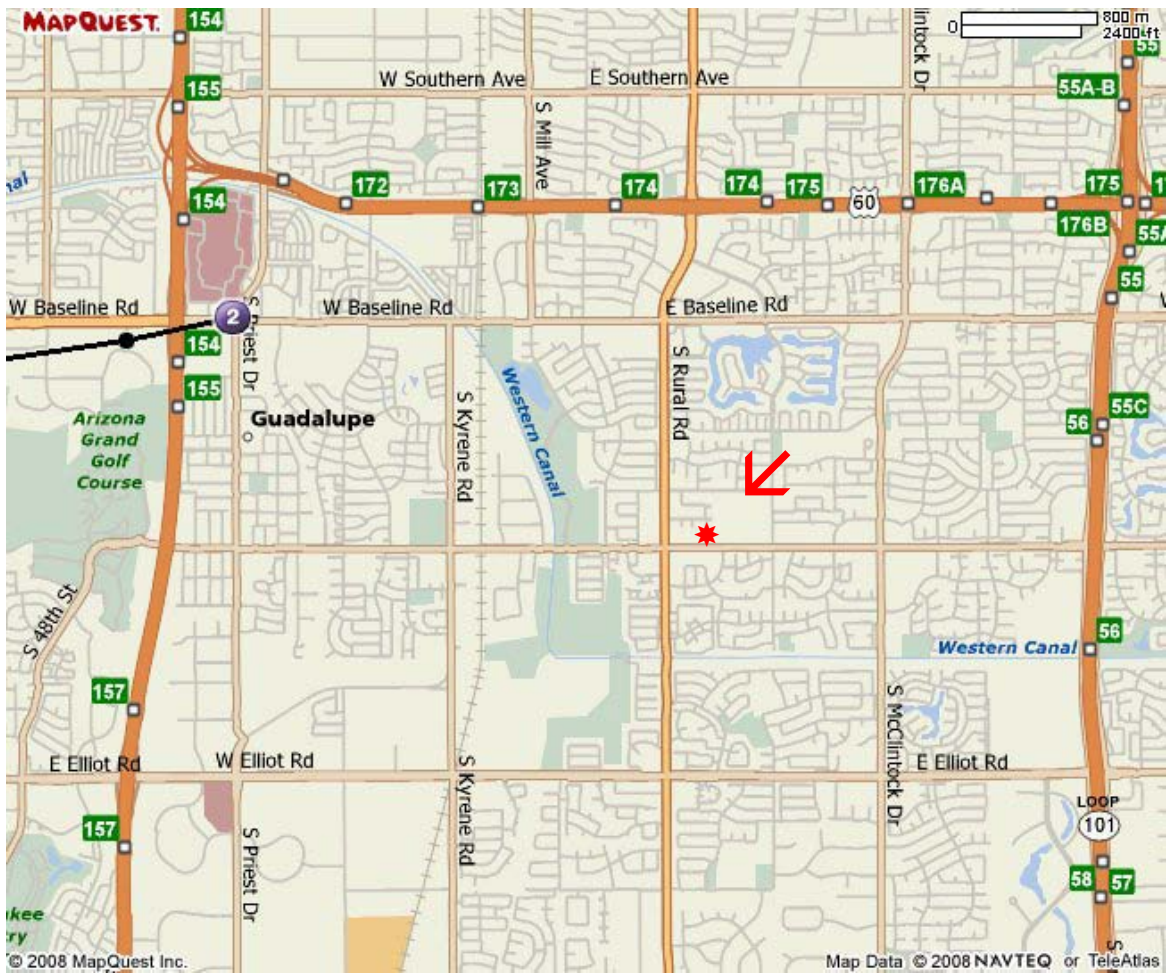 MAPQUEST.
154
800 m
0
2400 ft
55
W Southern Ave
E Southern Ave
155
55A-B
S Mill Ave
172
173
174
174
175
60
176A
175
154
176B
55A
55
W Baseline Rd
W Baseline Rd
E Baseline Rd
2
154
S Priest Dr
155
S Rural Rd
Western Canal
S Kyrene Rd
55C
56
Arizona
Grand
Golf
Course
Guadalupe
S 48th St
56
Western Canal
157
S McClintock Dr
E Elliot Rd
W Elliot Rd
E Elliot Rd
S Kyrene Rd
LOOP
101
157
S Priest Dr
58
57
© 2008 MapQuest Inc.
Map Data © 2008 NAVTEQ or TeleAtlas